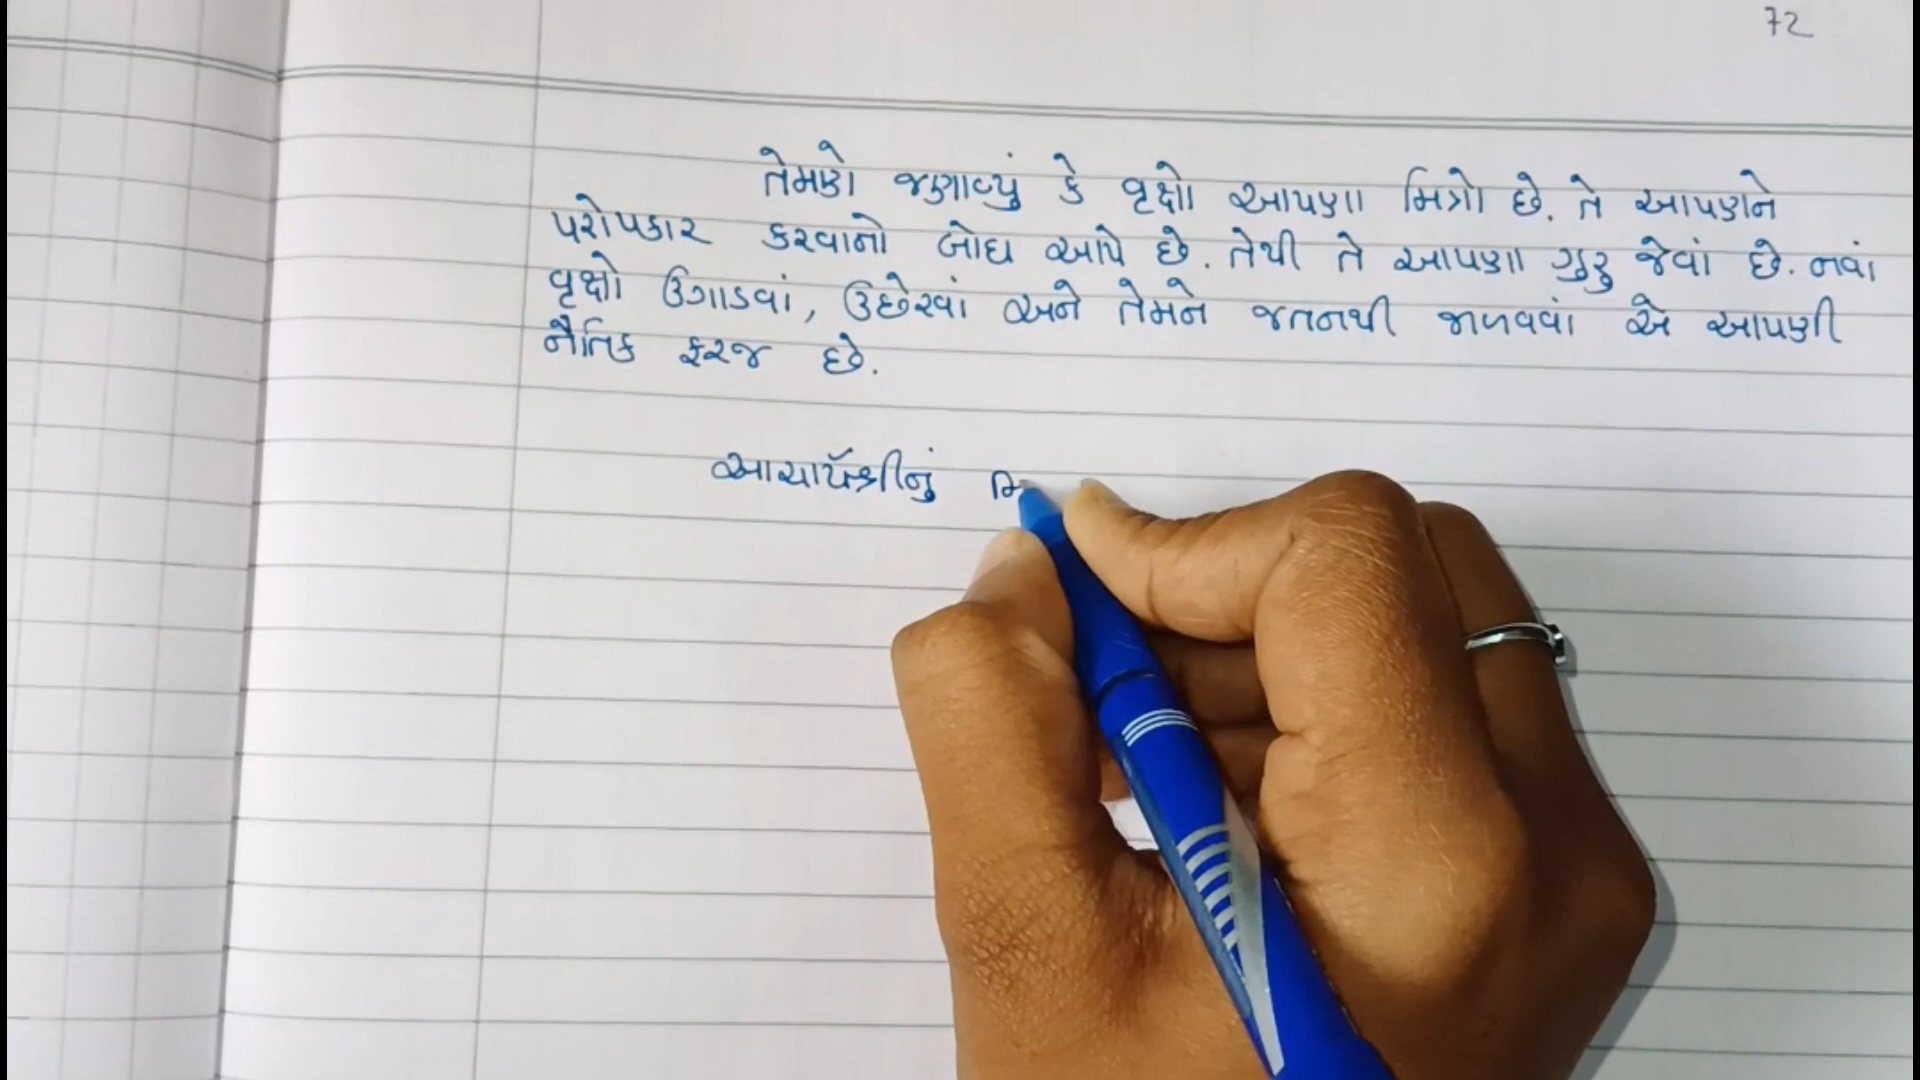 72
તેમણે જણાવ્યું કે વૃક્ષો આપણા મિત્રો છે. તે આપણને
પરોપકાર કરવાનો બોધ આપે છે. તેથી તે આપણા ગુરુ જેવાં છે. નવાં
વૃક્ષો ઉગાડવાં, ઉછેરવાં અને તેમને જતનથી જાળવવાં એ આપણી
નૈતિક ફરજ છે.
આચાર્યશ્રીનું